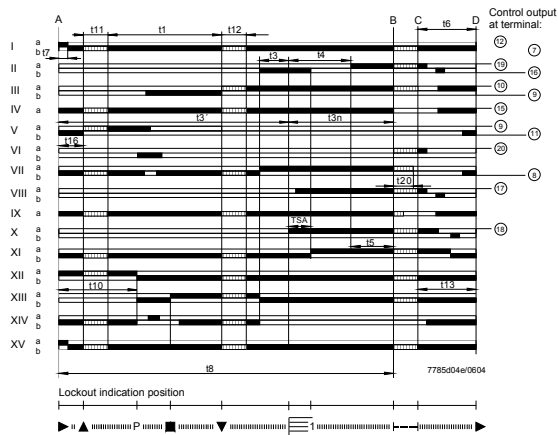 Control output
at terminal:
A B C D
t11 t1 t12 t6
t7
I a b 12 7
t3 t4
II a b 19 16
III a b 10 9
IV a 15
t3´ t3n
V a b 9 11
t16
VI a b 20
VII a b 8
t20
VIII a b 17
IX a
TSA
X a b 18
XI a b
t5
XII a b
t10 t13
XIII a b
XIV a b
XV a b
t8
7785d04e/0604
Lockout indication position
P 1